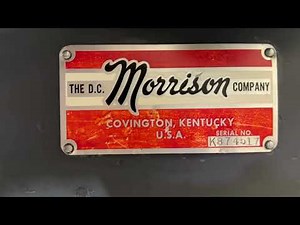 THE D.C. Morrison COMPANY
COVINGTON, KENTUCKY
U.S.A.
SERIAL NO.